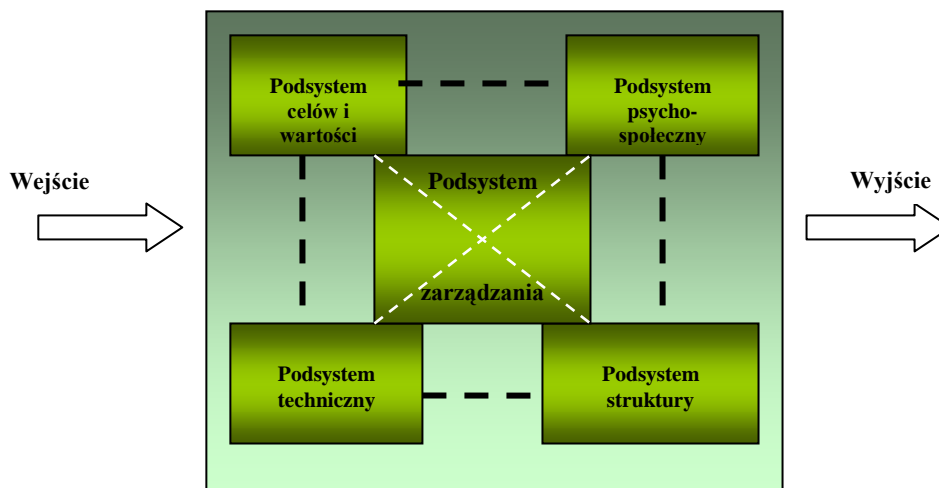 Podsystem
celów i
wartości
Podsystem
psycho-
społeczny
Wejście
Podsystem
zarządzania
Wyjście
Podsystem
techniczny
Podsystem
struktury